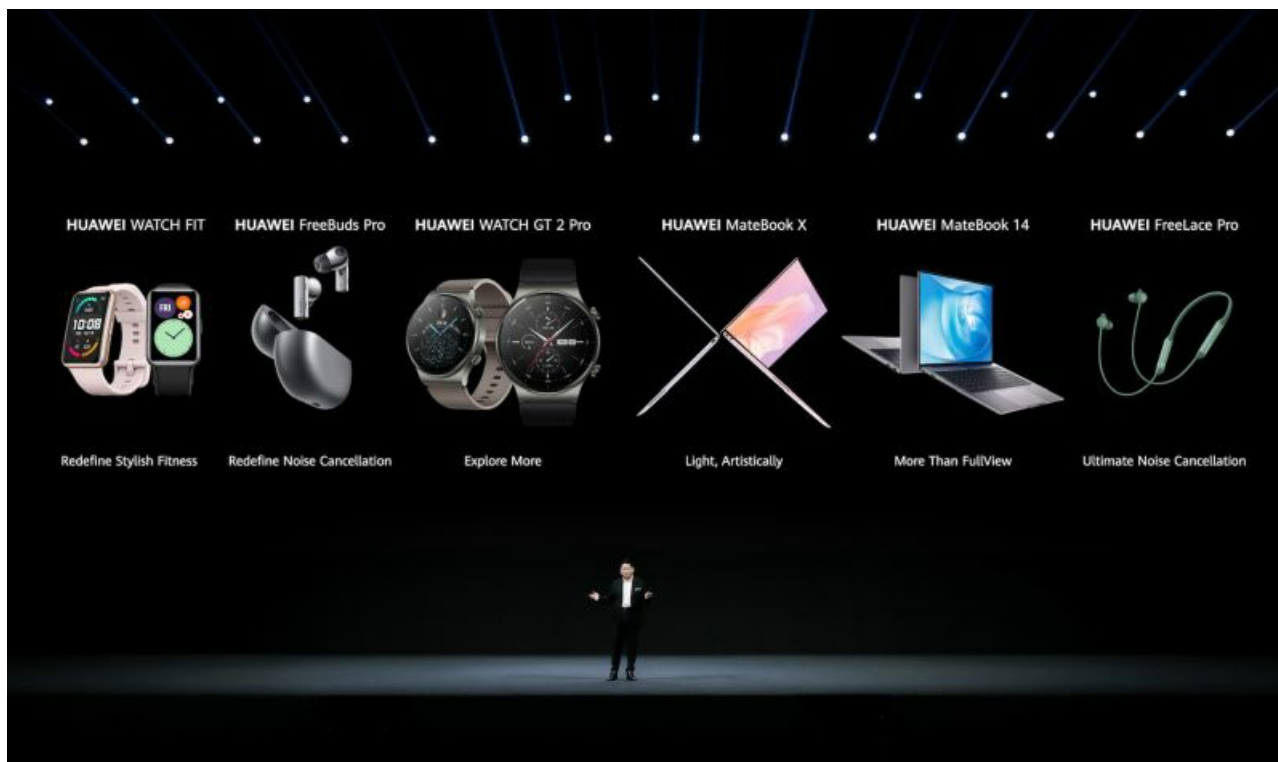 HUAWEI WATCH FIT
HUAWEI FreeBuds Pro
HUAWEI WATCH GT 2 Pro
HUAWEI MateBook X
HUAWEI MateBook 14
HUAWEI FreeLace Pro
10:08
FRI
Redefine Stylish Fitness
Redefine Noise Cancellation
Explore More
Light, Artistically
More Than FullView
Ultimate Noise Cancellation